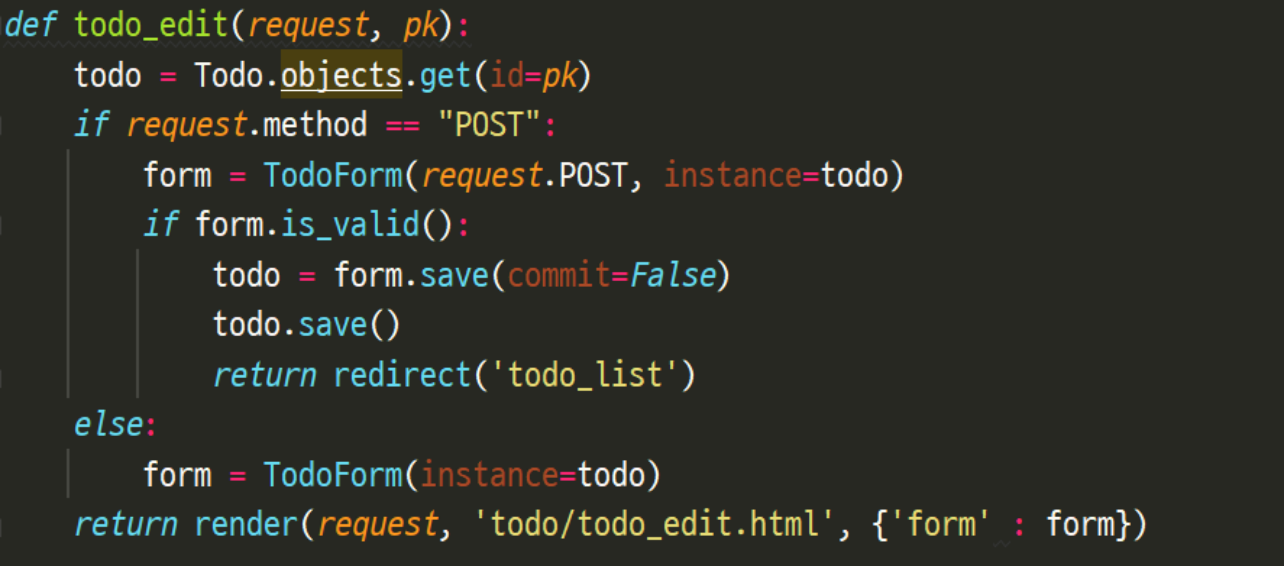 def todo_edit(request, pk):
    todo = Todo.objects.get(id=pk)
    if request.method == "POST":
        form = TodoForm(request.POST, instance=todo)
        if form.is_valid():
            todo = form.save(commit=False)
            todo.save()
            return redirect('todo_list')
    else:
        form = TodoForm(instance=todo)
    return render(request, 'todo/todo_edit.html', {'form' : form})